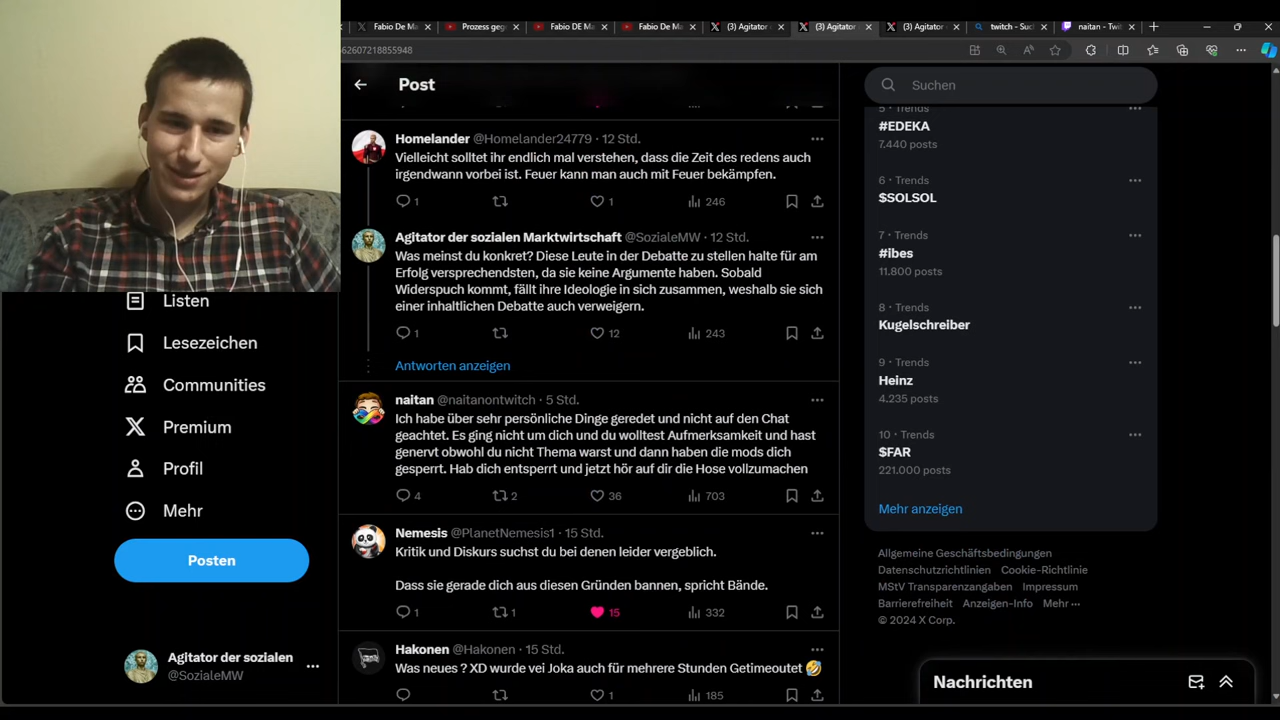 Fabio De M
Prozess geg
Fabio DE M
Fabio De M
(3) Agitator
(3) Agitator
(3) Agitator
twitch - Suc
naitan - Twi
62607218855948
Post
Suchen
Homelander @Homelander24779 · 12 Std.
Vielleicht solltet ihr endlich mal verstehen, dass die Zeit des redens auch
irgendwann vorbei ist. Feuer kann man auch mit Feuer bekämpfen.
1 1 246
Agitator der sozialen Marktwirtschaft @SozialeMW · 12 Std.
Was meinst du konkret? Diese Leute in der Debatte zu stellen halte für am
Erfolg versprechendsten, da sie keine Argumente haben. Sobald
Widerspuch kommt, fällt ihre Ideologie in sich zusammen, weshalb sie sich
einer inhaltlichen Debatte auch verweigern.
1 12 243
Antworten anzeigen
naitan @naitanontwitch · 5 Std.
Ich habe über sehr persönliche Dinge geredet und nicht auf den Chat
geachtet. Es ging nicht um dich und du wolltest Aufmerksamkeit und hast
genervt obwohl du nicht Thema warst und dann haben die mods dich
gesperrt. Hab dich entsperrt und jetzt hör auf dir die Hose vollzumachen
4 2 36 703
Nemesis @PlanetNemesis1 · 15 Std.
Kritik und Diskurs suchst du bei denen leider vergeblich.
Dass sie gerade dich aus diesen Gründen bannen, spricht Bände.
1 1 15 332
Hakonen @Hakonen · 15 Std.
Was neues ? XD wurde vei Joka auch für mehrere Stunden Getimeoutet 🤣
1 185
Listen
Lesezeichen
Communities
Premium
Profil
Mehr
Posten
Agitator der sozialen
@SozialeMW
5 · Trends
#EDEKA
7.440 posts
6 · Trends
$SOLSOL
7 · Trends
#ibes
11.800 posts
8 · Trends
Kugelschreiber
9 · Trends
Heinz
4.235 posts
10 · Trends
$FAR
221.000 posts
Mehr anzeigen
Allgemeine Geschäftsbedingungen
Datenschutzrichtlinien Cookie-Richtlinie
MStV Transparenzangaben Impressum
Barrierefreiheit Anzeigen-Info Mehr ···
© 2024 X Corp.
Nachrichten